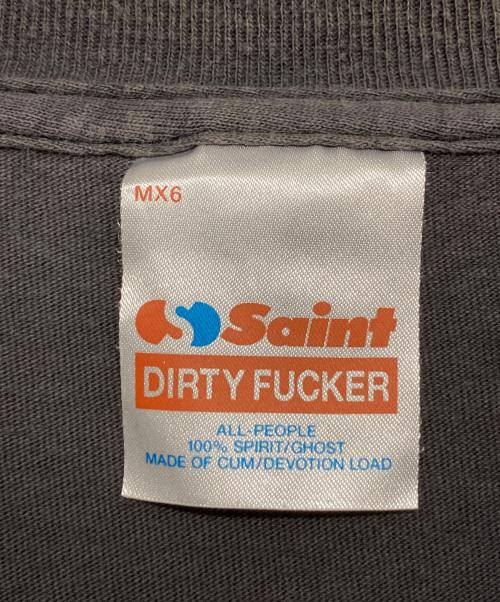 MX6
Saint
DIRTY FUCKER
ALL-PEOPLE
100% SPIRIT/GHOST
MADE OF CUM/DEVOTION LOAD